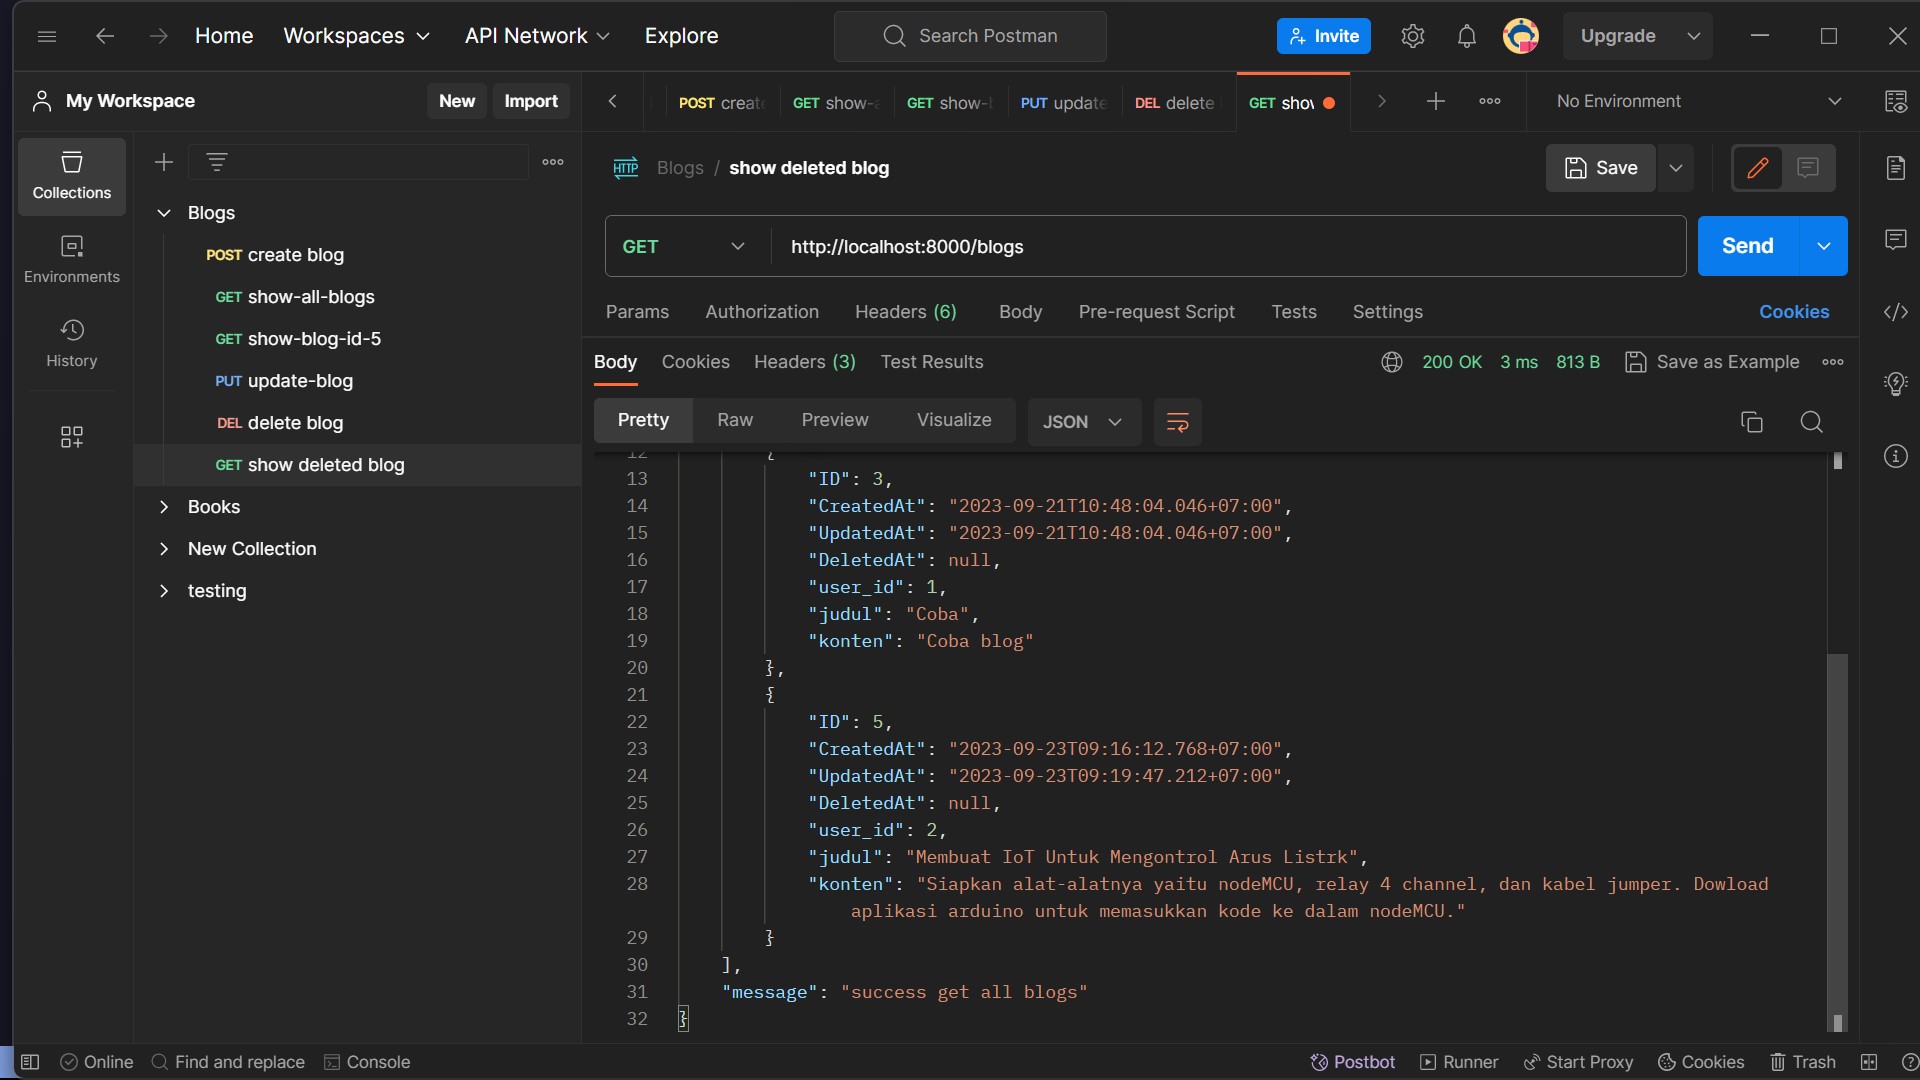 Home
Workspaces
API Network
Explore
Search Postman
Invite
Upgrade
My Workspace
New
Import
POST creat
GET show-a
GET show-
PUT update
DEL delete
GET show
No Environment
Collections
Environments
History
Blogs
POST create blog
GET show-all-blogs
GET show-blog-id-5
PUT update-blog
DEL delete blog
GET show deleted blog
Books
New Collection
testing
HTTP
Blogs / show deleted blog
Save
GET
http://localhost:8000/blogs
Send
Params
Authorization
Headers (6)
Body
Pre-request Script
Tests
Settings
Cookies
Body
Cookies
Headers (3)
Test Results
200 OK
3 ms
813 B
Save as Example
Pretty
Raw
Preview
Visualize
JSON
12 {
13 "ID": 3,
14 "CreatedAt": "2023-09-21T10:48:04.046+07:00",
15 "UpdatedAt": "2023-09-21T10:48:04.046+07:00",
16 "DeletedAt": null,
17 "user_id": 1,
18 "judul": "Coba",
19 "konten": "Coba blog"
20 },
21 {
22 "ID": 5,
23 "CreatedAt": "2023-09-23T09:16:12.768+07:00",
24 "UpdatedAt": "2023-09-23T09:19:47.212+07:00",
25 "DeletedAt": null,
26 "user_id": 2,
27 "judul": "Membuat IoT Untuk Mengontrol Arus Listrk",
28 "konten": "Siapkan alat-alatnya yaitu nodeMCU, relay 4 channel, dan kabel jumper. Dowload
aplikasi arduino untuk memasukkan kode ke dalam nodeMCU."
29 }
30 ],
31 "message": "success get all blogs"
32 }
Online
Find and replace
Console
Postbot
Runner
Start Proxy
Cookies
Trash